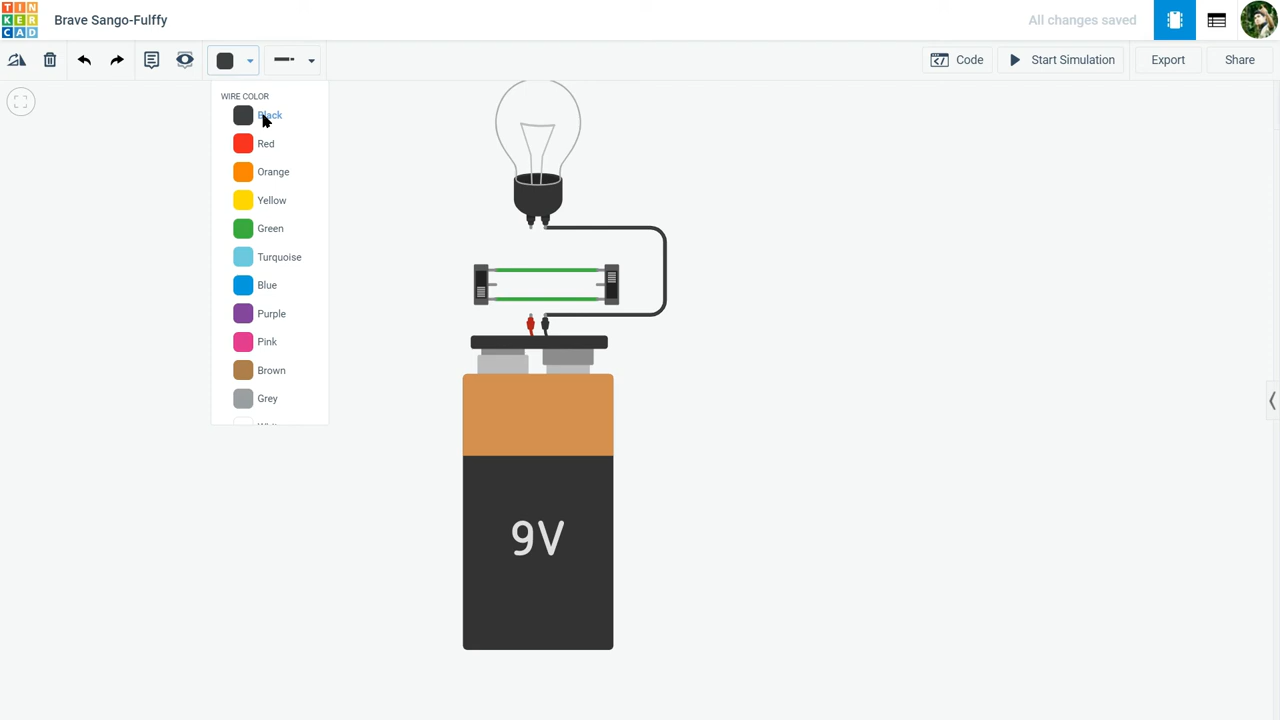 TIN
KER
CAD
Brave Sango-Fulffy
All changes saved
Code
Start Simulation
Export
Share
WIRE COLOR
Black
Red
Orange
Yellow
Green
Turquoise
Blue
Purple
Pink
Brown
Grey
9V